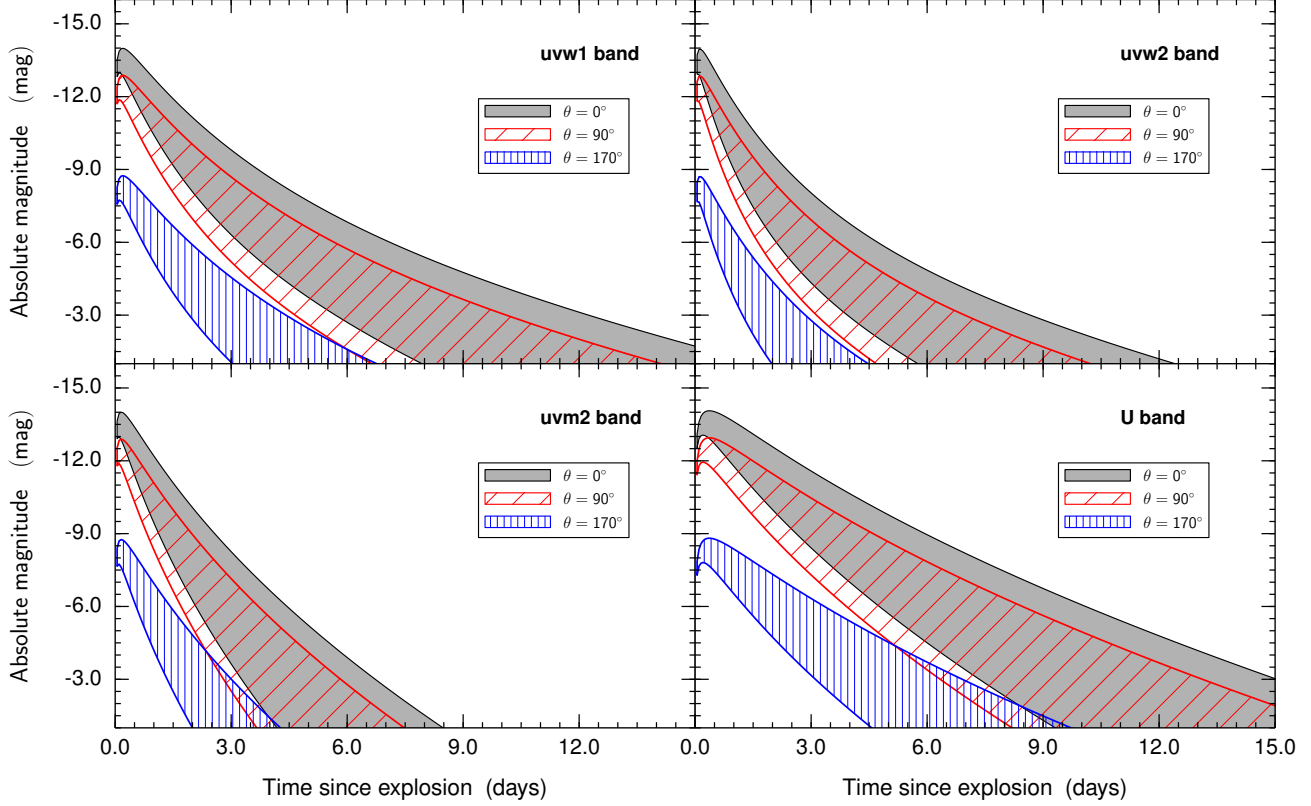 -15.0
-12.0
-9.0
-6.0
-3.0
Absolute magnitude (mag)
uvw1 band
θ = 0°
θ = 90°
θ = 170°
uvw2 band
θ = 0°
θ = 90°
θ = 170°
-15.0
-12.0
-9.0
-6.0
-3.0
Absolute magnitude (mag)
uvm2 band
θ = 0°
θ = 90°
θ = 170°
U band
θ = 0°
θ = 90°
θ = 170°
0.0 3.0 6.0 9.0 12.0 0.0 3.0 6.0 9.0 12.0 15.0
Time since explosion (days) Time since explosion (days)